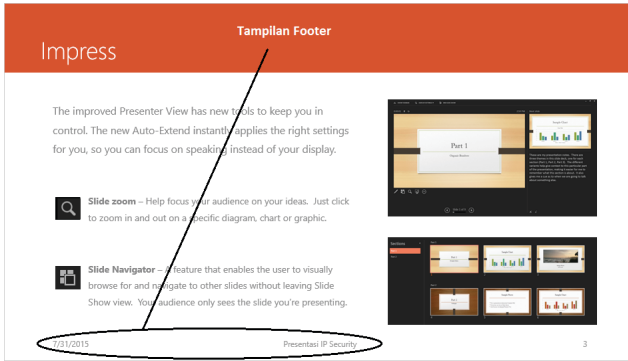 Tampilan Footer
Impress
The improved Presenter View has new tools to keep you in
control. The new Auto-Extend instantly applies the right settings
for you, so you can focus on speaking instead of your display.
Slide zoom – Help focus your audience on your ideas. Just click
to zoom in and out on a specific diagram, chart or graphic.
Slide Navigator – A feature that enables the user to visually
browse for and navigate to other slides without leaving Slide
Show view. Your audience only sees the slide you're presenting.
Part 1
7/31/2015
Presentasi IP Security
3